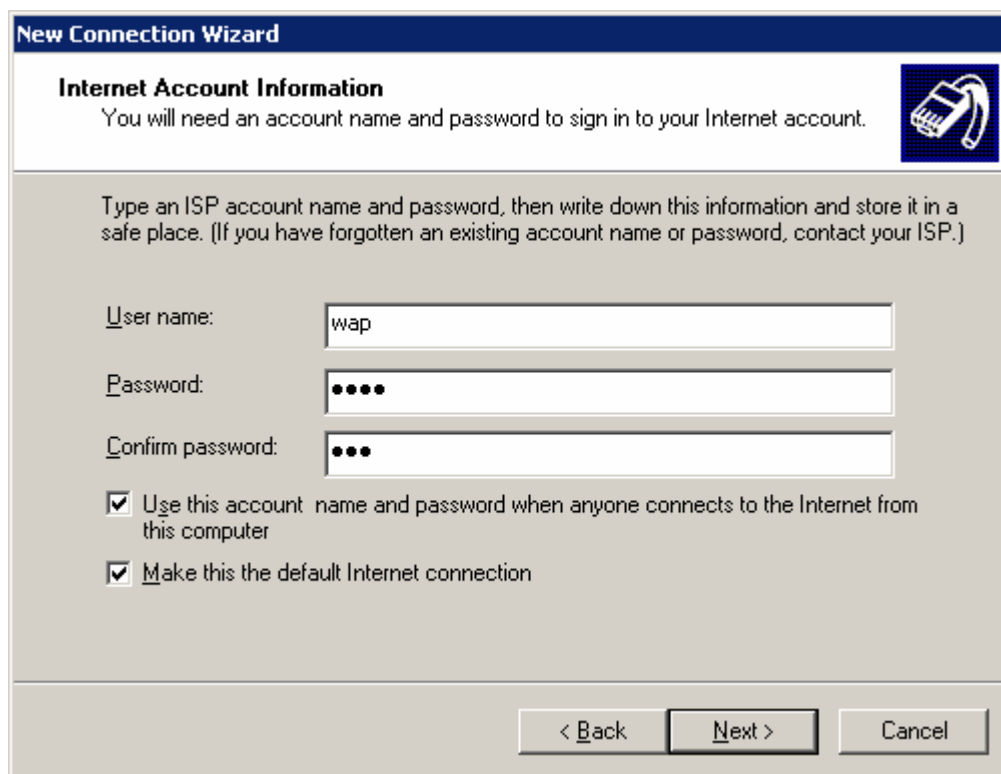 New Connection Wizard
Internet Account Information
You will need an account name and password to sign in to your Internet account.
Type an ISP account name and password, then write down this information and store it in a
safe place. (If you have forgotten an existing account name or password, contact your ISP.)
User name:
wap
Password:
••••
Confirm password:
•••
Use this account  name and password when anyone connects to the Internet from
this computer
Make this the default Internet connection
< Back
Next >
Cancel